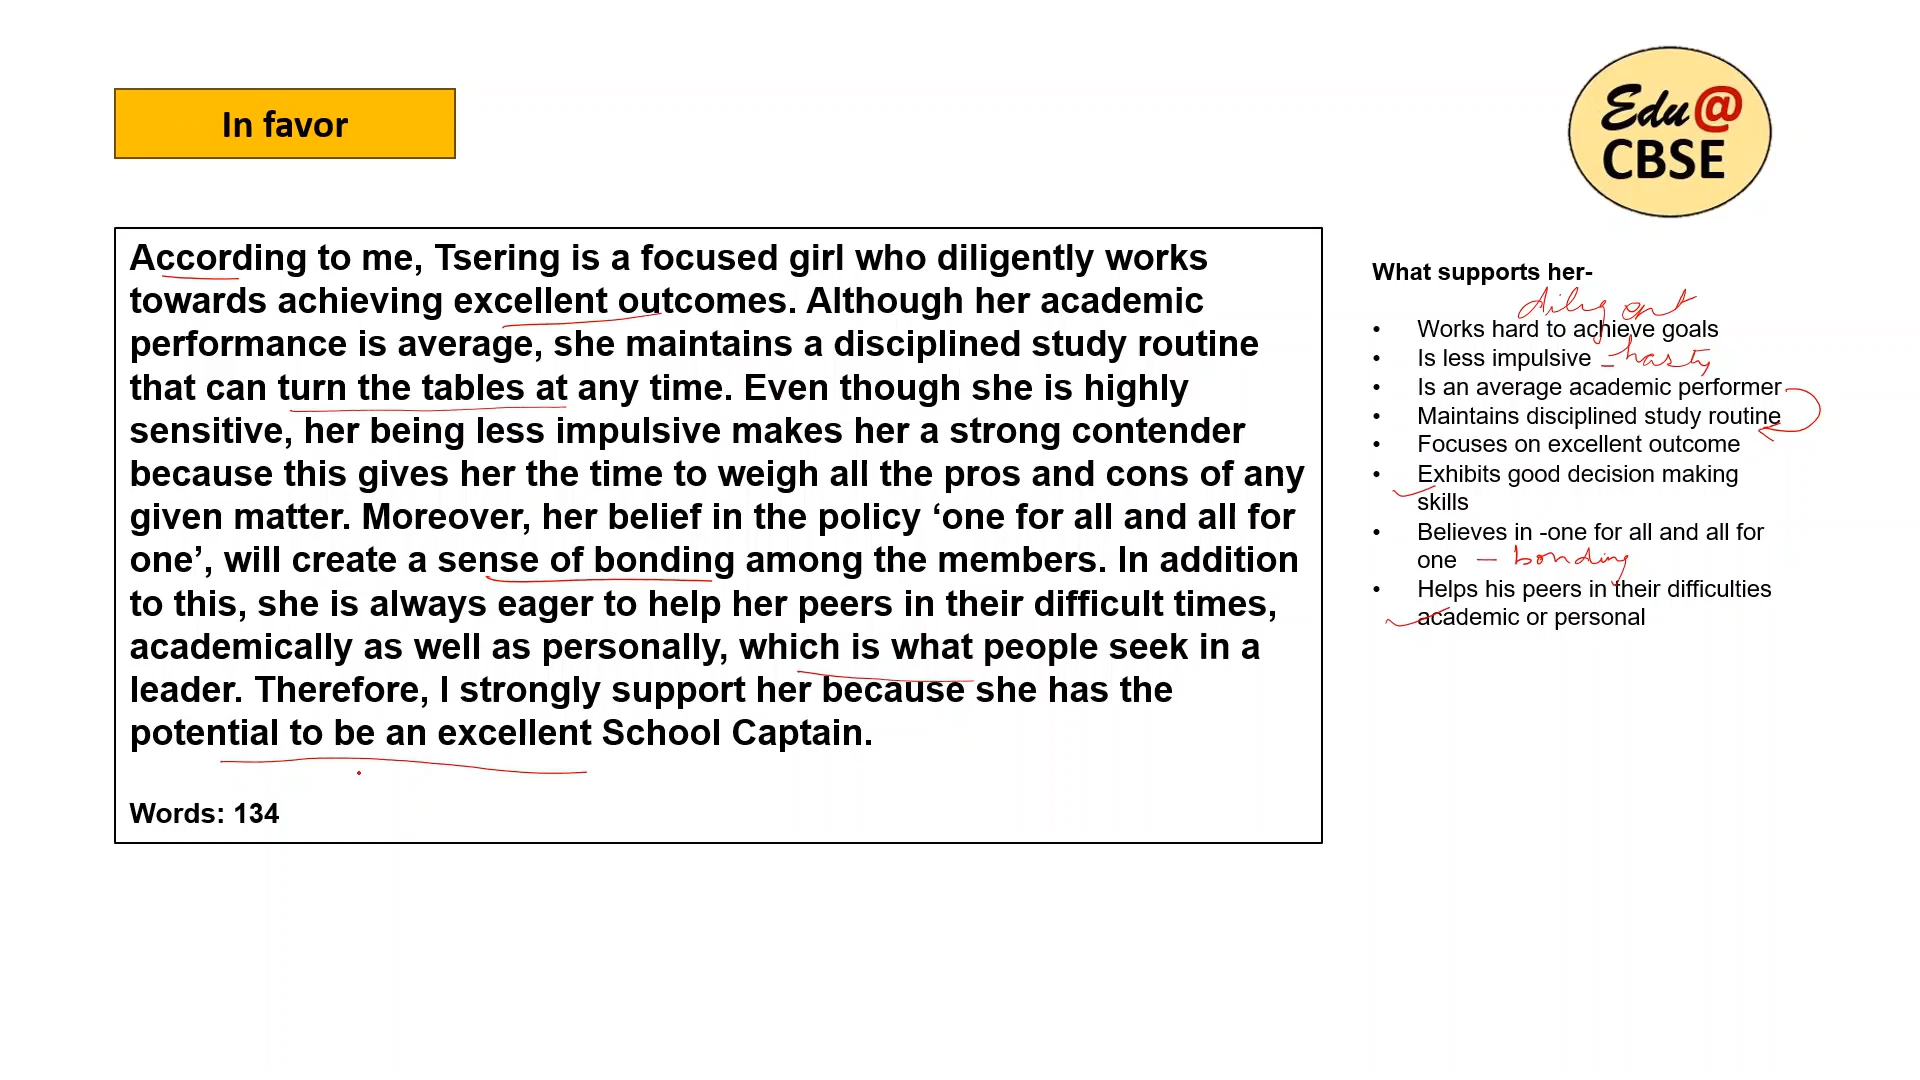 In favor
Edu@
CBSE
According to me, Tsering is a focused girl who diligently works
towards achieving excellent outcomes. Although her academic
performance is average, she maintains a disciplined study routine
that can turn the tables at any time. Even though she is highly
sensitive, her being less impulsive makes her a strong contender
because this gives her the time to weigh all the pros and cons of any
given matter. Moreover, her belief in the policy ‘one for all and all for
one’, will create a sense of bonding among the members. In addition
to this, she is always eager to help her peers in their difficult times,
academically as well as personally, which is what people seek in a
leader. Therefore, I strongly support her because she has the
potential to be an excellent School Captain.
Words: 134
What supports her-
diligent
• Works hard to achieve goals
• Is less impulsive – hasty
• Is an average academic performer
• Maintains disciplined study routine
• Focuses on excellent outcome
• Exhibits good decision making
skills
• Believes in -one for all and all for
one – bonding
• Helps his peers in their difficulties
academic or personal